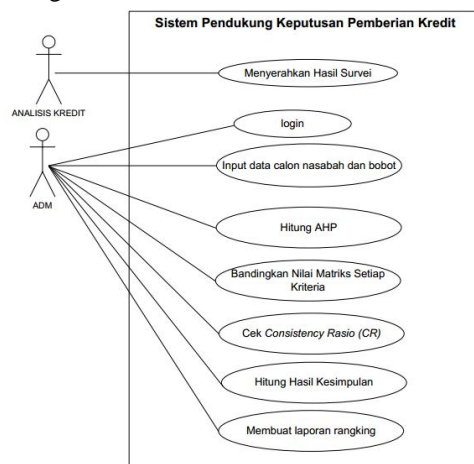 Sistem Pendukung Keputusan Pemberian Kredit
Menyerahkan Hasil Survei
ANALISIS KREDIT
login
Input data calon nasabah dan bobot
ADM
Hitung AHP
Bandingkan Nilai Matriks Setiap
Kriteria
Cek Consistency Rasio (CR)
Hitung Hasil Kesimpulan
Membuat laporan rangking